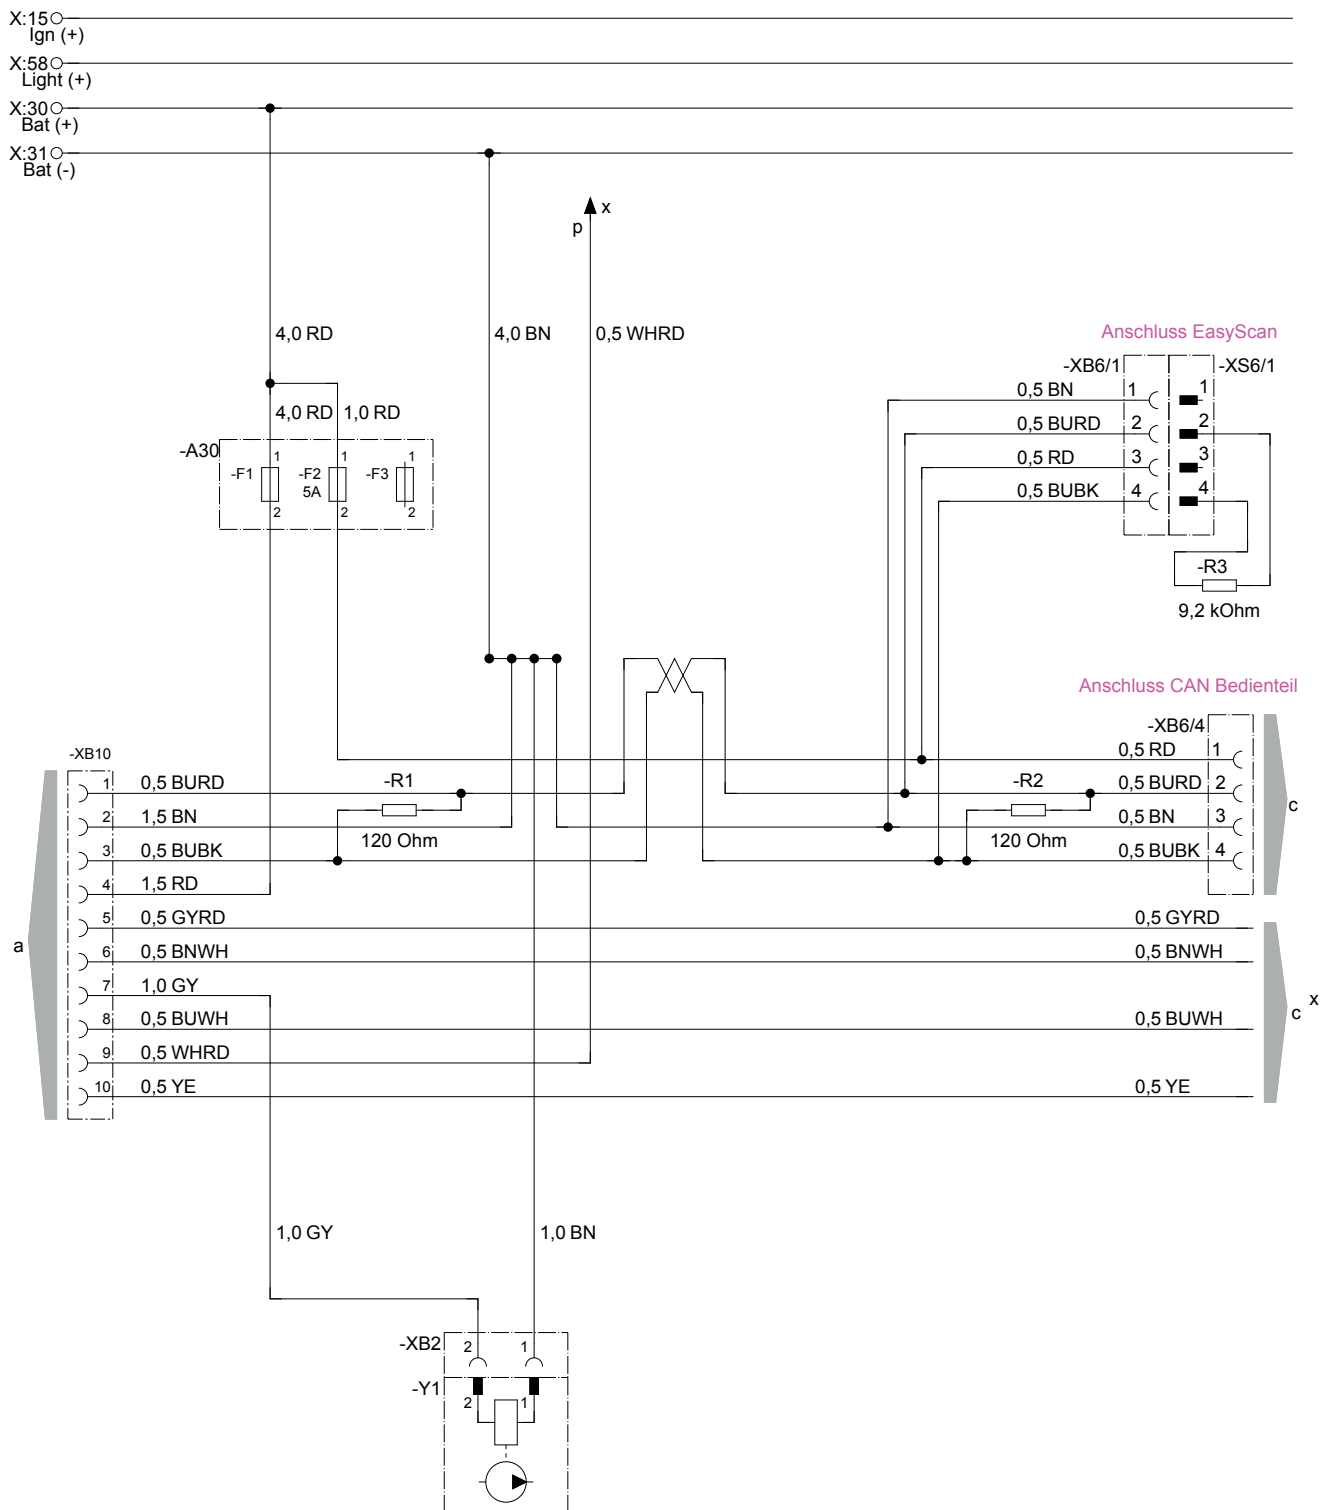 X:15
Ign (+)
X:58
Light (+)
X:30
Bat (+)
X:31
Bat (-)
x
p
4,0 RD
4,0 BN
0,5 WHRD
Anschluss EasyScan
-XB6/1
-XS6/1
0,5 BN
1
1
0,5 BURD
2
2
0,5 RD
3
3
0,5 BUBK
4
4
-R3
9,2 kOhm
4,0 RD
1,0 RD
-A30
1
1
1
-F1
-F2
5A
-F3
2
2
2
Anschluss CAN Bedienteil
-XB6/4
0,5 RD
1
0,5 BURD
2
0,5 BN
3
0,5 BUBK
4
c
-R1
120 Ohm
-R2
120 Ohm
-XB10
1
0,5 BURD
2
1,5 BN
3
0,5 BUBK
4
1,5 RD
5
0,5 GYRD
0,5 GYRD
6
0,5 BNWH
0,5 BNWH
7
1,0 GY
8
0,5 BUWH
0,5 BUWH
9
0,5 WHRD
10
0,5 YE
0,5 YE
a
c
x
1,0 GY
1,0 BN
-XB2
2
1
-Y1
2
1